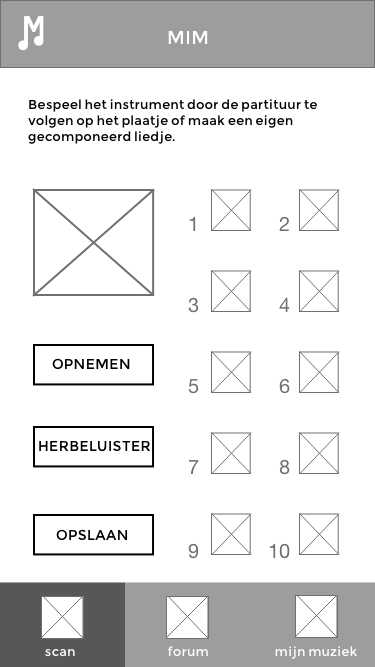 MIM
Bespeel het instrument door de partituur te
volgen op het plaatje of maak een eigen
gecomponeerd liedje.
1 2
3 4
OPNEMEN
5 6
HERBELUISTER
7 8
OPSLAAN
9 10
scan forum mijn muziek